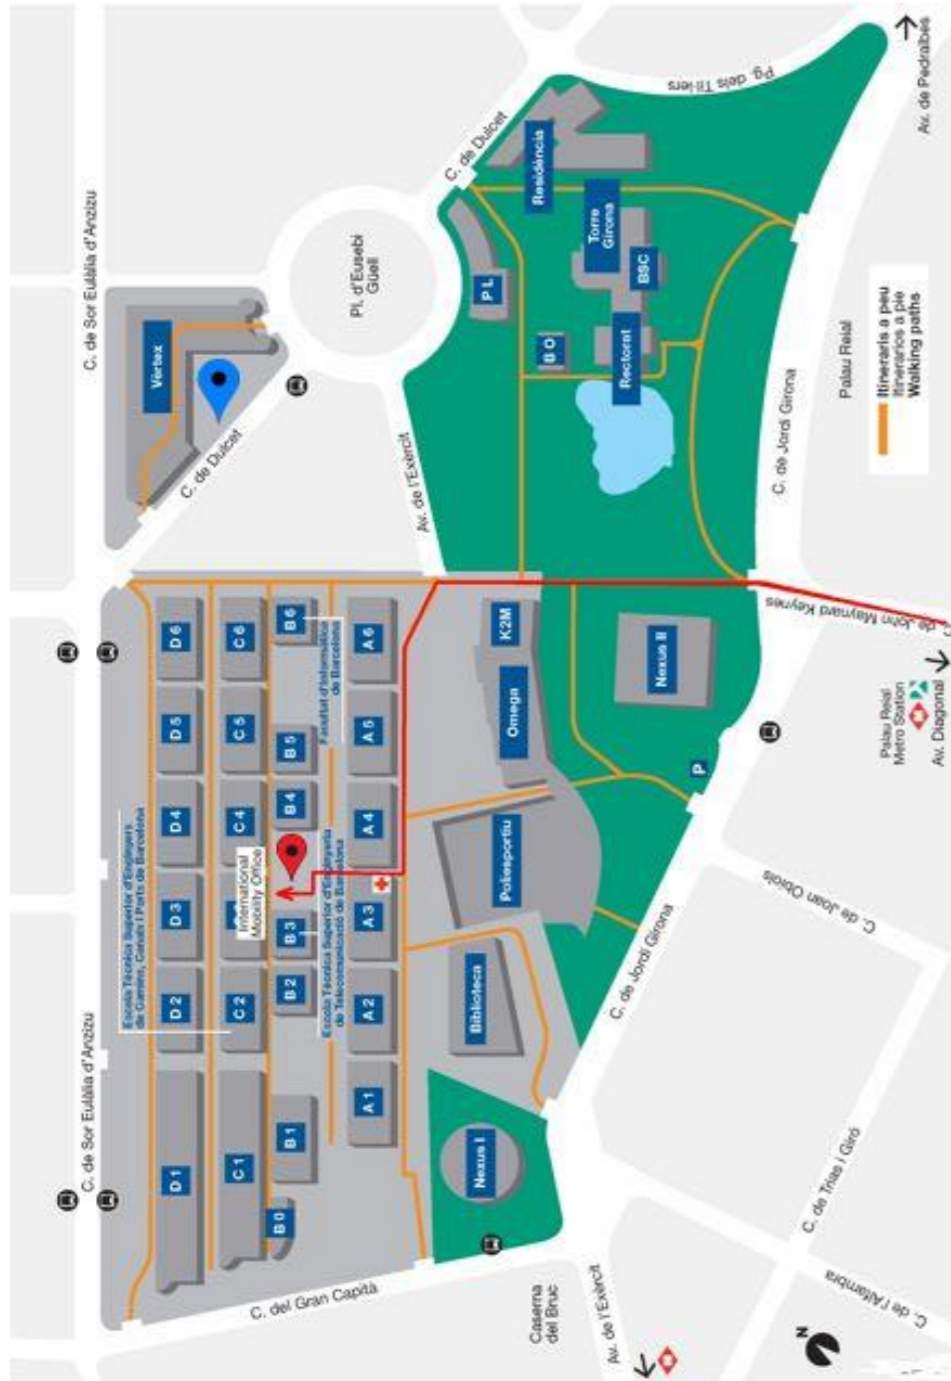 C. de Sor Eulàlia d'Anzizu
C. de Sor Eulàlia d'Anzizu
Vèrtex
C. de Dulcet
C. de Dulcet
Pl. d'Eusebi
Güell
Pg. dels Til·lers
Av. de Pedralbes
Residència
Torre
Girona
BSC
P L
B O
Rectorat
Av. de l'Exèrcit
C. de Jordi Girona
Palau Reial
Itineraris a peu
Itinerarios a pie
Walking paths
D 6
D 5
D 4
D 3
D 2
D 1
C 6
C 5
C 4
C 2
C 1
B 6
B 5
B 4
B 3
B 2
B 1
B 0
A 6
A 5
A 4
A 3
A 2
A 1
Escola Tècnica Superior d'Enginyers
de Camins, Canals i Ports de Barcelona
International
Mobility Office
Facultat d'Informàtica
de Barcelona
Escola Tècnica Superior d'Enginyeria
de Telecomunicació de Barcelona
K2M
Omega
Nexus II
Poliesportiu
Biblioteca
Nexus I
P
de John Maynard Keynes
Palau Reial
Metro Station
Av. Diagonal
C. de Jordi Girona
C. de Joan Obiols
C. de Trias i Giró
C. de l'Alhambra
C. del Gran Capità
Caserna
del Bruc
Av. de l'Exèrcit
N